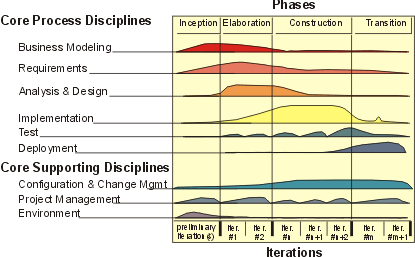 Phases
Core Process Disciplines
Inception Elaboration Construction Transition
Business Modeling
Requirements
Analysis & Design
Implementation
Test
Deployment
Core Supporting Disciplines
Configuration & Change Mgmt
Project Management
Environment
preliminary iteration(s)
Iter. #1
Iter. #2
Iter. #n
Iter. #n+1
Iter. #n+2
Iter. #m
Iter. #m+1
Iterations